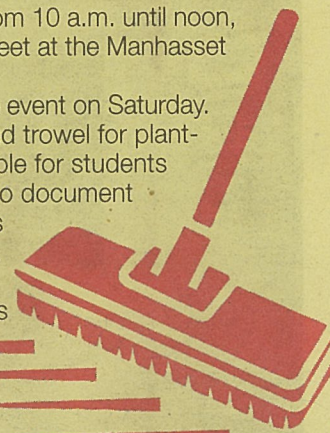 om 10 a.m. until noon,
eet at the Manhasset
event on Saturday.
d trowel for plant-
ble for students
o document
s
s